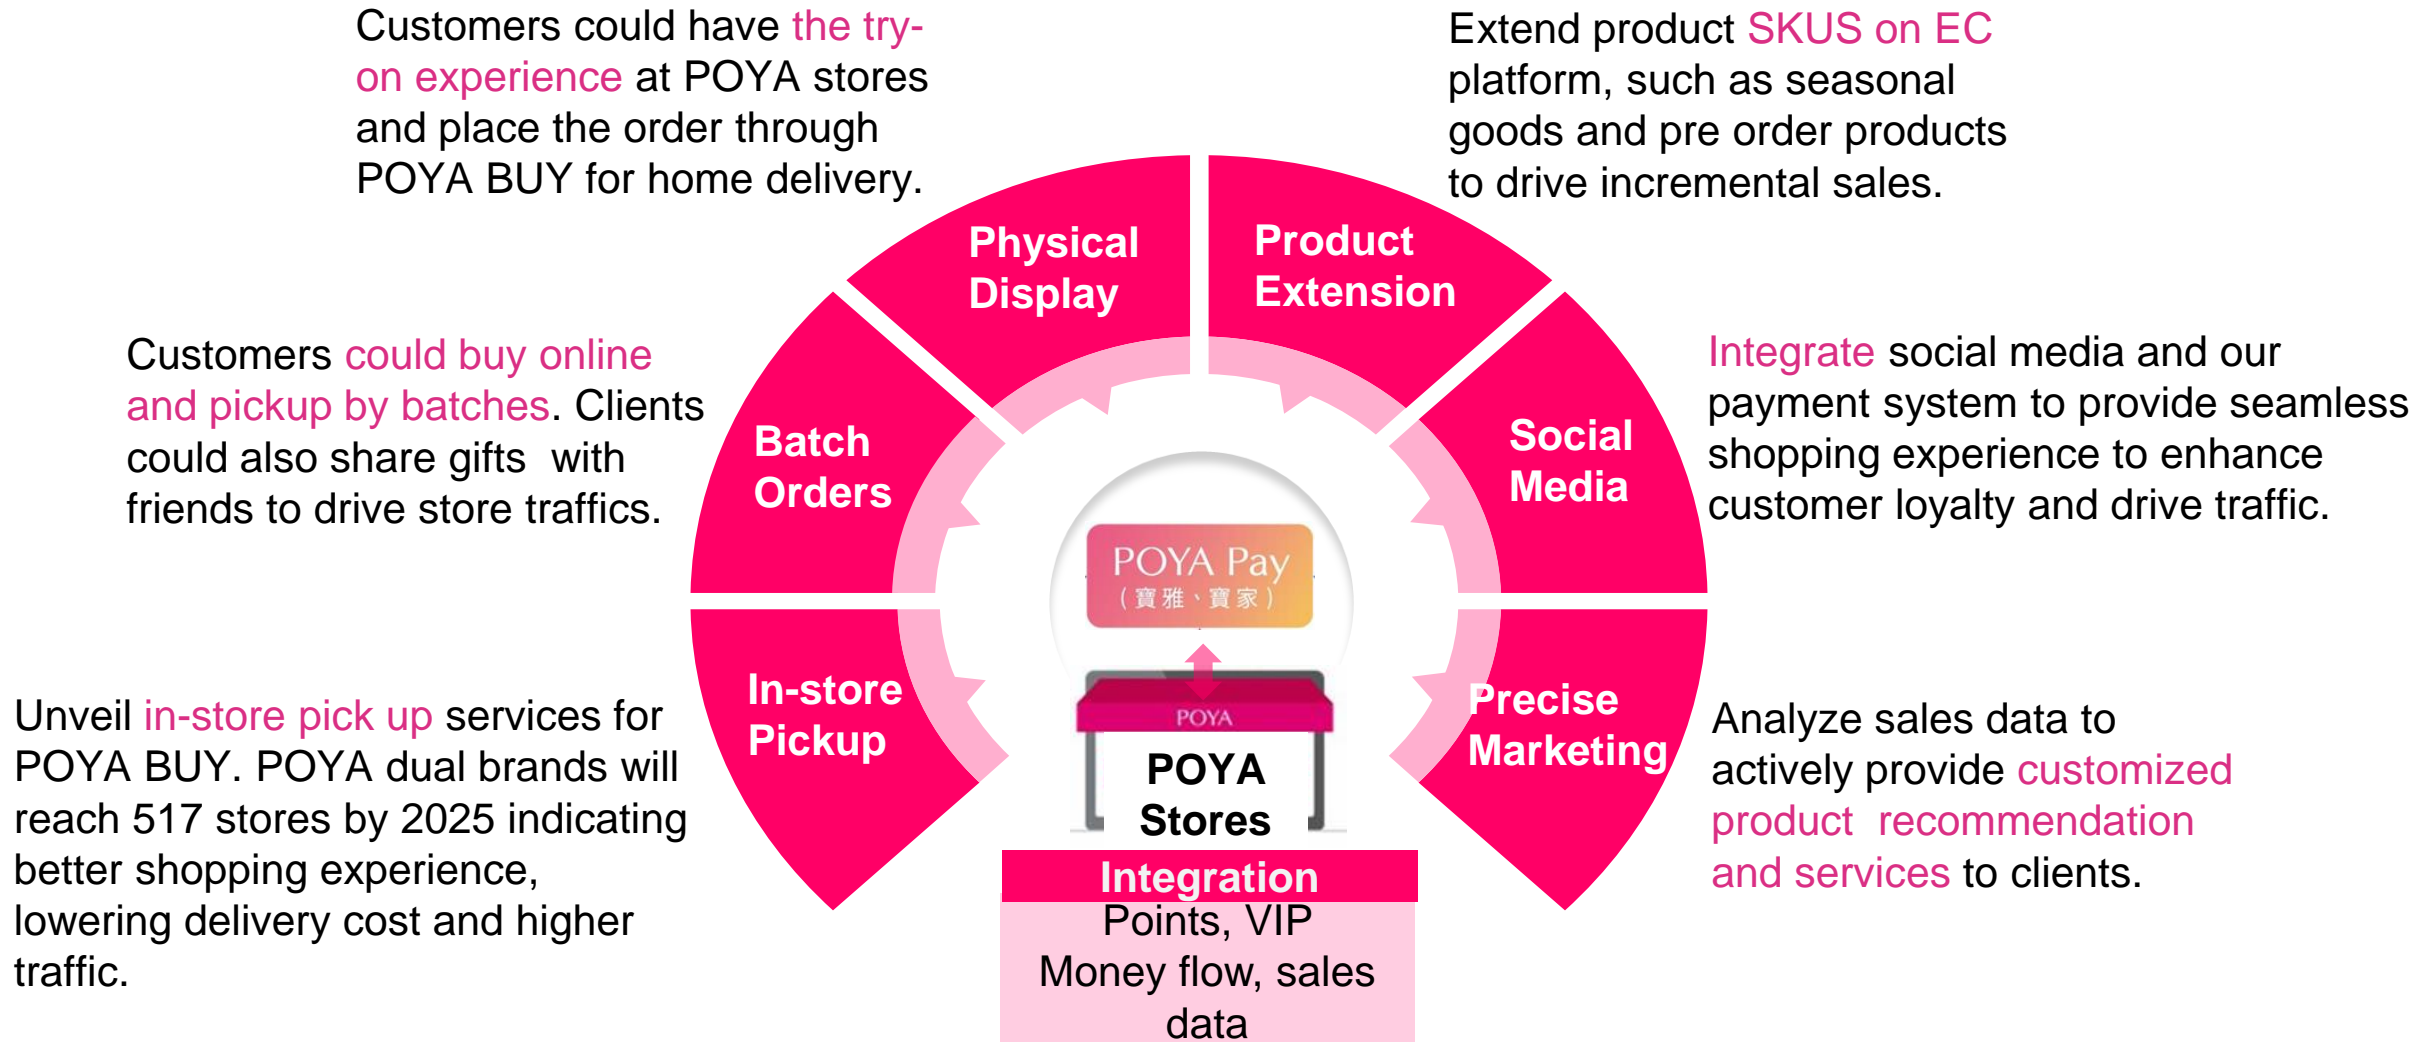 Customers could have the try-
on experience at POYA stores
and place the order through
POYA BUY for home delivery.
Extend product SKUS on EC
platform, such as seasonal
goods and pre order products
to drive incremental sales.
Physical
Display
Product
Extension
Customers could buy online
and pickup by batches. Clients
could also share gifts  with
friends to drive store traffics.
Batch
Orders
Social
Media
Integrate social media and our
payment system to provide seamless
shopping experience to enhance
customer loyalty and drive traffic.
POYA Pay
(寶雅、寶家)
Unveil in-store pick up services for
POYA BUY. POYA dual brands will
reach 517 stores by 2025 indicating
better shopping experience,
lowering delivery cost and higher
traffic.
In-store
Pickup
POYA
POYA
Stores
Precise
Marketing
Analyze sales data to
actively provide customized
product  recommendation
and services to clients.
Integration
Points, VIP
Money flow, sales
data